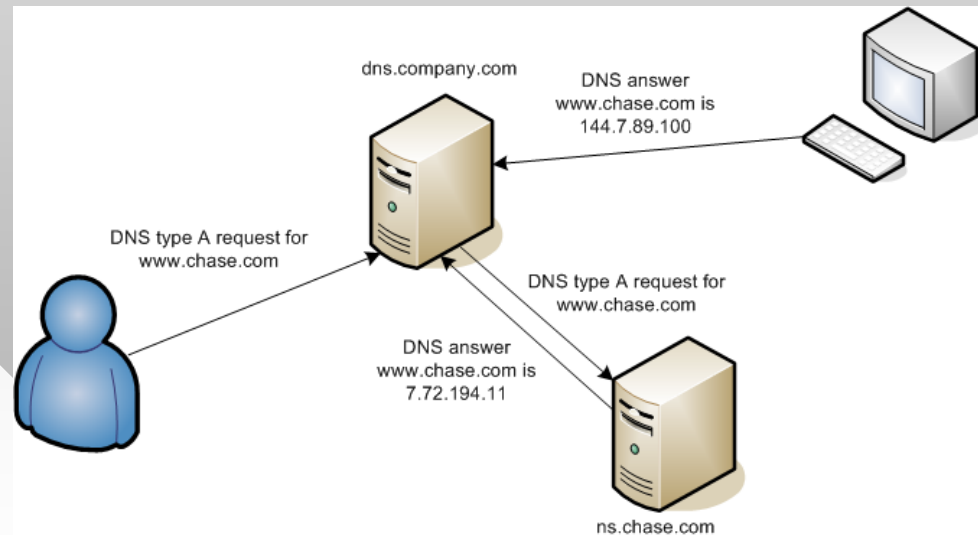 dns.company.com
DNS answer
www.chase.com is
144.7.89.100
DNS type A request for
www.chase.com
DNS type A request for
www.chase.com
DNS answer
www.chase.com is
7.72.194.11
ns.chase.com